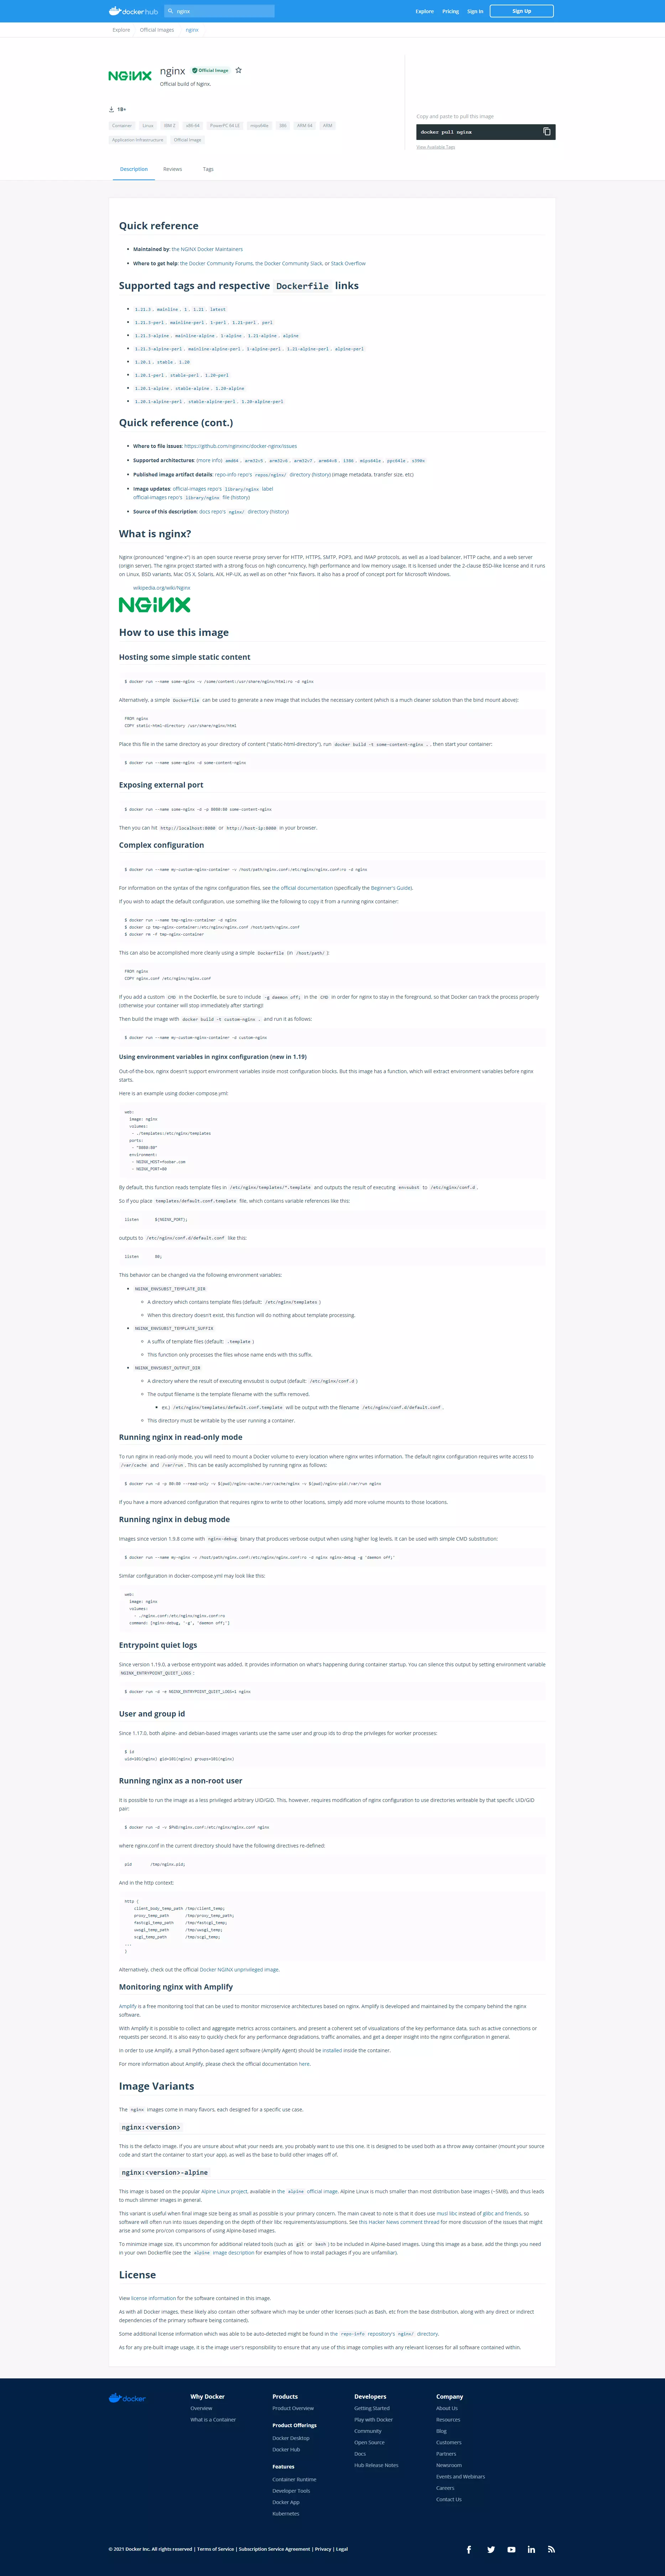 docker hub
nginx
Explore
Pricing
Sign In
Sign Up
Explore
Official Images
nginx
NGINX
nginx
Official Image
Official build of Nginx.
1B+
Container
Linux
IBM Z
x86-64
PowerPC 64 LE
mips64le
386
ARM 64
ARM
Application Infrastructure
Official Image
Copy and paste to pull this image
docker pull nginx
View Available Tags
Description
Reviews
Tags
Quick reference
Maintained by: the NGINX Docker Maintainers
Where to get help: the Docker Community Forums, the Docker Community Slack, or Stack Overflow
Supported tags and respective Dockerfile links
1.21.3, mainline, 1, 1.21, latest
1.21.3-perl, mainline-perl, 1-perl, 1.21-perl, perl
1.21.3-alpine, mainline-alpine, 1-alpine, 1.21-alpine, alpine
1.21.3-alpine-perl, mainline-alpine-perl, 1-alpine-perl, 1.21-alpine-perl, alpine-perl
1.20.1, stable, 1.20
1.20.1-perl, stable-perl, 1.20-perl
1.20.1-alpine, stable-alpine, 1.20-alpine
1.20.1-alpine-perl, stable-alpine-perl, 1.20-alpine-perl
Quick reference (cont.)
Where to file issues: https://github.com/nginxinc/docker-nginx/issues
Supported architectures: (more info) amd64, arm32v5, arm32v6, arm32v7, arm64v8, i386, mips64le, ppc64le, s390x
Published image artifact details: repo-info repo's repos/nginx/ directory (history) (image metadata, transfer size, etc)
Image updates: official-images repo's library/nginx label
official-images repo's library/nginx file (history)
Source of this description: docs repo's nginx/ directory (history)
What is nginx?
Nginx (pronounced "engine-x") is an open source reverse proxy server for HTTP, HTTPS, SMTP, POP3, and IMAP protocols, as well as a load balancer, HTTP cache, and a web server
(origin server). The nginx project started with a strong focus on high concurrency, high performance and low memory usage. It is licensed under the 2-clause BSD-like license and it runs
on Linux, BSD variants, Mac OS X, Solaris, AIX, HP-UX, as well as on other *nix flavors. It also has a proof of concept port for Microsoft Windows.
wikipedia.org/wiki/Nginx
NGINX
How to use this image
Hosting some simple static content
$ docker run --name some-nginx -v /some/content:/usr/share/nginx/html:ro -d nginx
Alternatively, a simple Dockerfile can be used to generate a new image that includes the necessary content (which is a much cleaner solution than the bind mount above):
FROM nginx
COPY static-html-directory /usr/share/nginx/html
Place this file in the same directory as your directory of content ("static-html-directory"), run docker build -t some-content-nginx ., then start your container:
$ docker run --name some-nginx -d some-content-nginx
Exposing external port
$ docker run --name some-nginx -d -p 8080:80 some-content-nginx
Then you can hit http://localhost:8080 or http://host-ip:8080 in your browser.
Complex configuration
$ docker run --name my-custom-nginx-container -v /host/path/nginx.conf:/etc/nginx/nginx.conf:ro -d nginx
For information on the syntax of the nginx configuration files, see the official documentation (specifically the Beginner's Guide).
If you wish to adapt the default configuration, use something like the following to copy it from a running nginx container:
$ docker run --name tmp-nginx-container -d nginx
$ docker cp tmp-nginx-container:/etc/nginx/nginx.conf /host/path/nginx.conf
$ docker rm -f tmp-nginx-container
This can also be accomplished more cleanly using a simple Dockerfile (in /host/path/)
FROM nginx
COPY nginx.conf /etc/nginx/nginx.conf
If you add a custom CMD in the Dockerfile, be sure to include -g daemon off; in the CMD in order for nginx to stay in the foreground, so that Docker can track the process properly
(otherwise your container will stop immediately after starting)!
Then build the image with docker build -t custom-nginx . and run it as follows:
$ docker run --name my-custom-nginx-container -d custom-nginx
Using environment variables in nginx configuration (new in 1.19)
Out-of-the-box, nginx doesn't support environment variables inside most configuration blocks. But this image has a function, which will extract environment variables before nginx
starts.
Here is an example using docker-compose.yml:
web:
image: nginx
volumes:
- ./templates:/etc/nginx/templates
ports:
- "8080:80"
environment:
- NGINX_HOST=foobar.com
- NGINX_PORT=80
By default, this function reads template files in /etc/nginx/templates/*.template and outputs the result of executing envsubst to /etc/nginx/conf.d.
So if you place templates/default.conf.template file, which contains variable references like this:
listen ${NGINX_PORT};
outputs to /etc/nginx/conf.d/default.conf like this:
listen 80;
This behavior can be changed via the following environment variables:
NGINX_ENVSUBST_TEMPLATE_DIR
A directory which contains template files (default: /etc/nginx/templates)
When this directory doesn't exist, this function will do nothing about template processing.
NGINX_ENVSUBST_TEMPLATE_SUFFIX
A suffix of template files (default: .template)
This function only processes the files whose name ends with this suffix.
NGINX_ENVSUBST_OUTPUT_DIR
A directory where the result of executing envsubst is output (default: /etc/nginx/conf.d)
The output filename is the template filename with the suffix removed.
ex.) /etc/nginx/templates/default.conf.template will be output with the filename /etc/nginx/conf.d/default.conf.
This directory must be writable by the user running a container.
Running nginx in read-only mode
To run nginx in read-only mode, you will need to mount a Docker volume to every location where nginx writes information. The default nginx configuration requires write access to
/var/cache and /var/run. This can be easily accomplished by running nginx as follows:
$ docker run -d -p 80:80 --read-only -v $(pwd)/nginx-cache:/var/cache/nginx -v $(pwd)/nginx-pid:/var/run nginx
If you have a more advanced configuration that requires nginx to write to other locations, simply add more volume mounts to those locations.
Running nginx in debug mode
Images since version 1.9.8 come with nginx-debug binary that produces verbose output when using higher log levels. It can be used with simple CMD substitution:
$ docker run --name my-nginx -v /host/path/nginx.conf:/etc/nginx/nginx.conf:ro -d nginx nginx-debug -g 'daemon off;'
Similar configuration in docker-compose.yml may look like this:
web:
image: nginx
volumes:
- ./nginx.conf:/etc/nginx/nginx.conf:ro
command: [nginx-debug, '-g', 'daemon off;']
Entrypoint quiet logs
Since version 1.19.0, a verbose entrypoint was added. It provides information on what's happening during container startup. You can silence this output by setting environment variable
NGINX_ENTRYPOINT_QUIET_LOGS:
$ docker run -d -e NGINX_ENTRYPOINT_QUIET_LOGS=1 nginx
User and group id
Since 1.17.0, both alpine- and debian-based images variants use the same user and group ids to drop the privileges for worker processes:
$ id
uid=101(nginx) gid=101(nginx) groups=101(nginx)
Running nginx as a non-root user
It is possible to run the image as a less privileged arbitrary UID/GID. This, however, requires modification of nginx configuration to use directories writeable by that specific UID/GID
pair:
$ docker run -d -v $PWD/nginx.conf:/etc/nginx/nginx.conf nginx
where nginx.conf in the current directory should have the following directives re-defined:
pid /tmp/nginx.pid;
And in the http context:
http {
client_body_temp_path /tmp/client_temp;
proxy_temp_path /tmp/proxy_temp_path;
fastcgi_temp_path /tmp/fastcgi_temp;
uwsgi_temp_path /tmp/uwsgi_temp;
scgi_temp_path /tmp/scgi_temp;
...
}
Alternatively, check out the official Docker NGINX unprivileged image.
Monitoring nginx with Amplify
Amplify is a free monitoring tool that can be used to monitor microservice architectures based on nginx. Amplify is developed and maintained by the company behind the nginx
software.
With Amplify it is possible to collect and aggregate metrics across containers, and present a coherent set of visualizations of the key performance data, such as active connections or
requests per second. It is also easy to quickly check for any performance degradations, traffic anomalies, and get a deeper insight into the nginx configuration in general.
In order to use Amplify, a small Python-based agent software (Amplify Agent) should be installed inside the container.
For more information about Amplify, please check the official documentation here.
Image Variants
The nginx images come in many flavors, each designed for a specific use case.
nginx:<version>
This is the defacto image. If you are unsure about what your needs are, you probably want to use this one. It is designed to be used both as a throw away container (mount your source
code and start the container to start your app), as well as the base to build other images off of.
nginx:<version>-alpine
This image is based on the popular Alpine Linux project, available in the alpine official image. Alpine Linux is much smaller than most distribution base images (~5MB), and thus leads
to much slimmer images in general.
This variant is useful when final image size being as small as possible is your primary concern. The main caveat to note is that it does use musl libc instead of glibc and friends, so
software will often run into issues depending on the depth of their libc requirements/assumptions. See this Hacker News comment thread for more discussion of the issues that might
arise and some pro/con comparisons of using Alpine-based images.
To minimize image size, it's uncommon for additional related tools (such as git or bash) to be included in Alpine-based images. Using this image as a base, add the things you need
in your own Dockerfile (see the alpine image description for examples of how to install packages if you are unfamiliar).
License
View license information for the software contained in this image.
As with all Docker images, these likely also contain other software which may be under other licenses (such as Bash, etc from the base distribution, along with any direct or indirect
dependencies of the primary software being contained).
Some additional license information which was able to be auto-detected might be found in the repo-info repository's nginx/ directory.
As for any pre-built image usage, it is the image user's responsibility to ensure that any use of this image complies with any relevant licenses for all software contained within.
docker
Why Docker
Overview
What is a Container
Products
Product Overview
Product Offerings
Docker Desktop
Docker Hub
Features
Container Runtime
Developer Tools
Docker App
Kubernetes
Developers
Getting Started
Play with Docker
Community
Open Source
Docs
Hub Release Notes
Company
About Us
Resources
Blog
Customers
Partners
Newsroom
Events and Webinars
Careers
Contact Us
© 2021 Docker Inc. All rights reserved | Terms of Service | Subscription Service Agreement | Privacy | Legal